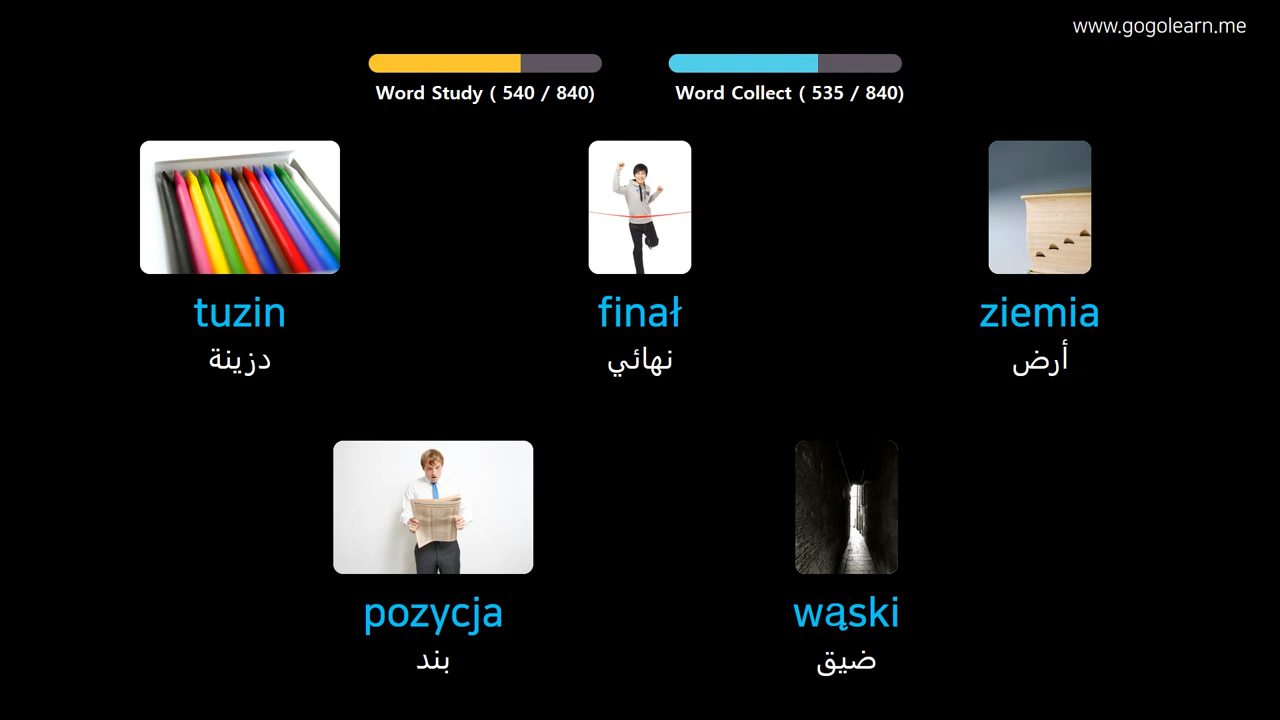 www.gogolearn.me
Word Study ( 540 / 840)
Word Collect ( 535 / 840)
tuzin
دزينة
finał
نهائي
ziemia
أرض
pozycja
بند
wąski
ضيق